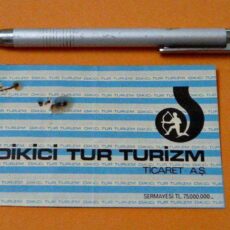 DİKİCİ TUR TURİZM
TİCARET A.Ş.
SERMAYESİ TL. 75.000.000._